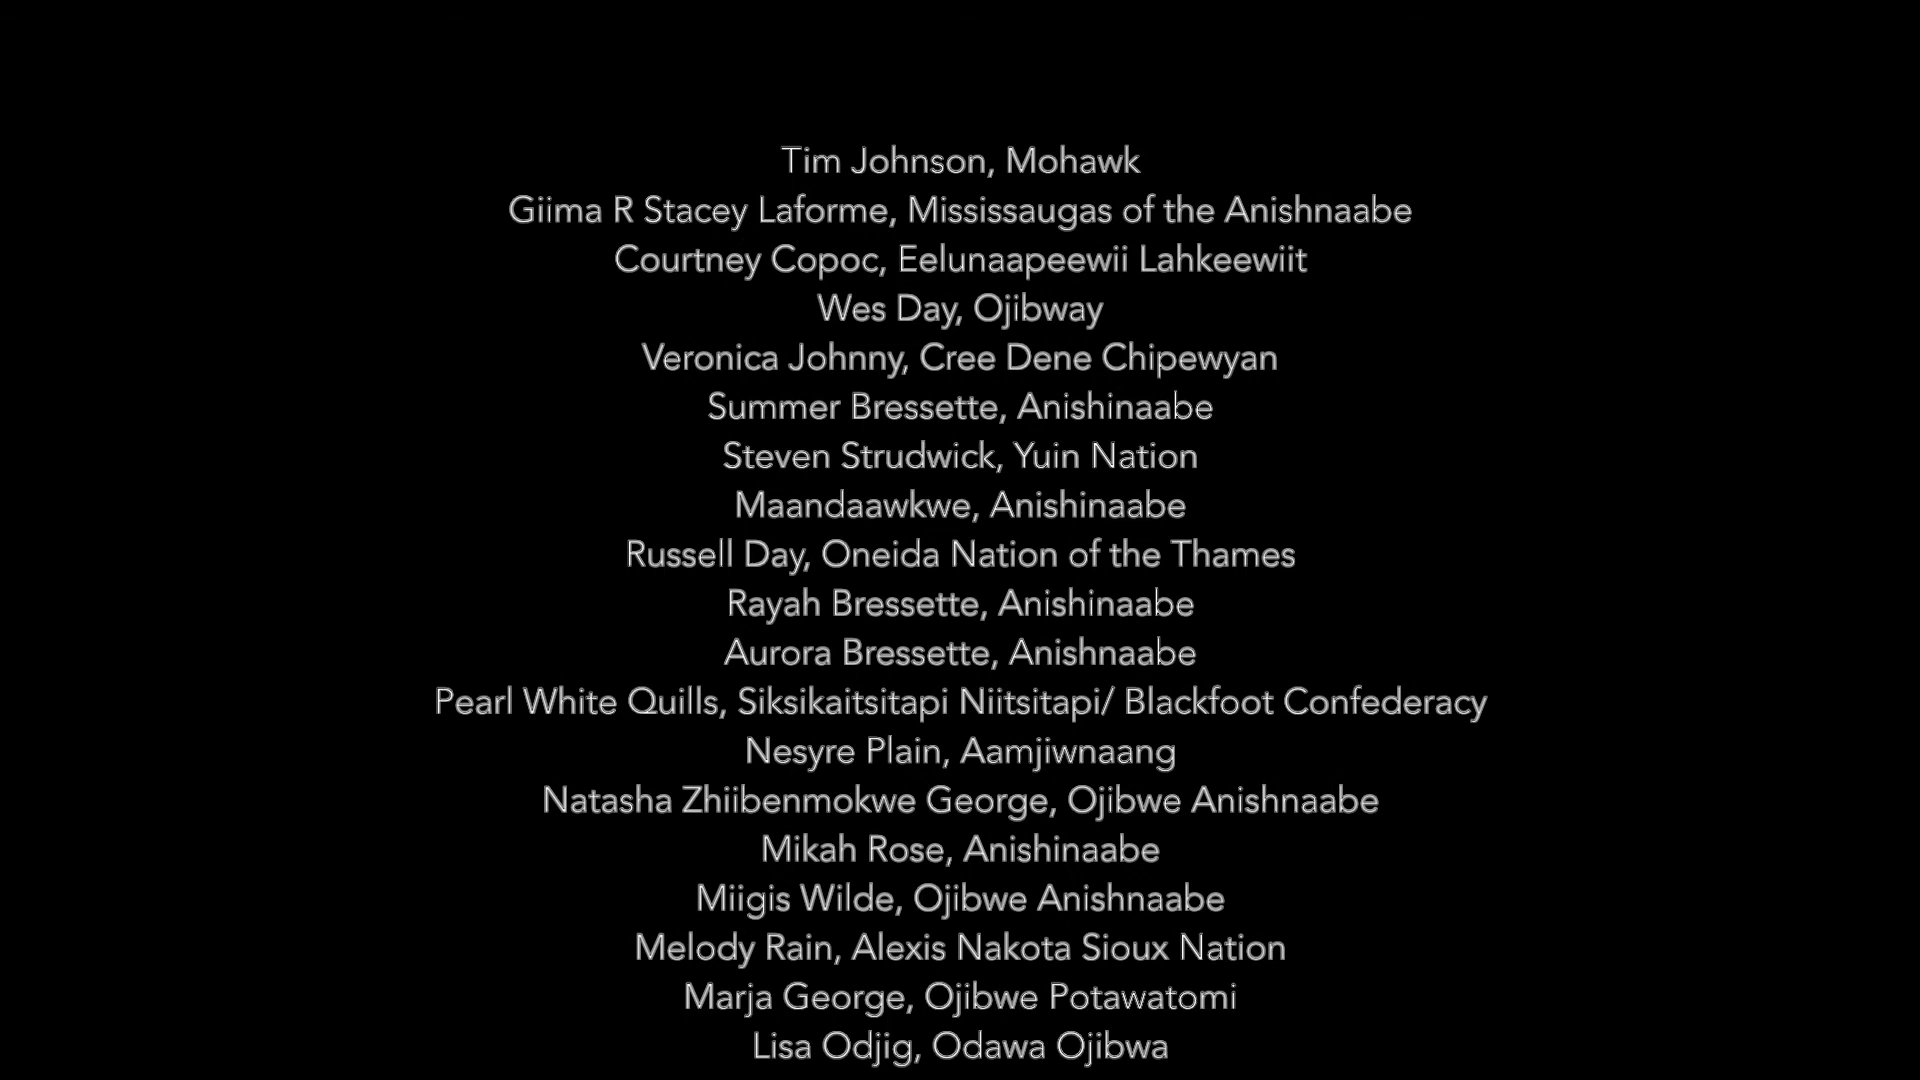 Tim Johnson, Mohawk
Giima R Stacey Laforme, Mississaugas of the Anishnaabe
Courtney Copoc, Eelunaapeewii Lahkeewiit
Wes Day, Ojibway
Veronica Johnny, Cree Dene Chipewyan
Summer Bressette, Anishinaabe
Steven Strudwick, Yuin Nation
Maandaawkwe, Anishinaabe
Russell Day, Oneida Nation of the Thames
Rayah Bressette, Anishinaabe
Aurora Bressette, Anishnaabe
Pearl White Quills, Siksikaitsitapi Niitsitapi/ Blackfoot Confederacy
Nesyre Plain, Aamjiwnaang
Natasha Zhiibenmokwe George, Ojibwe Anishnaabe
Mikah Rose, Anishinaabe
Miigis Wilde, Ojibwe Anishnaabe
Melody Rain, Alexis Nakota Sioux Nation
Marja George, Ojibwe Potawatomi
Lisa Odjig, Odawa Ojibwa